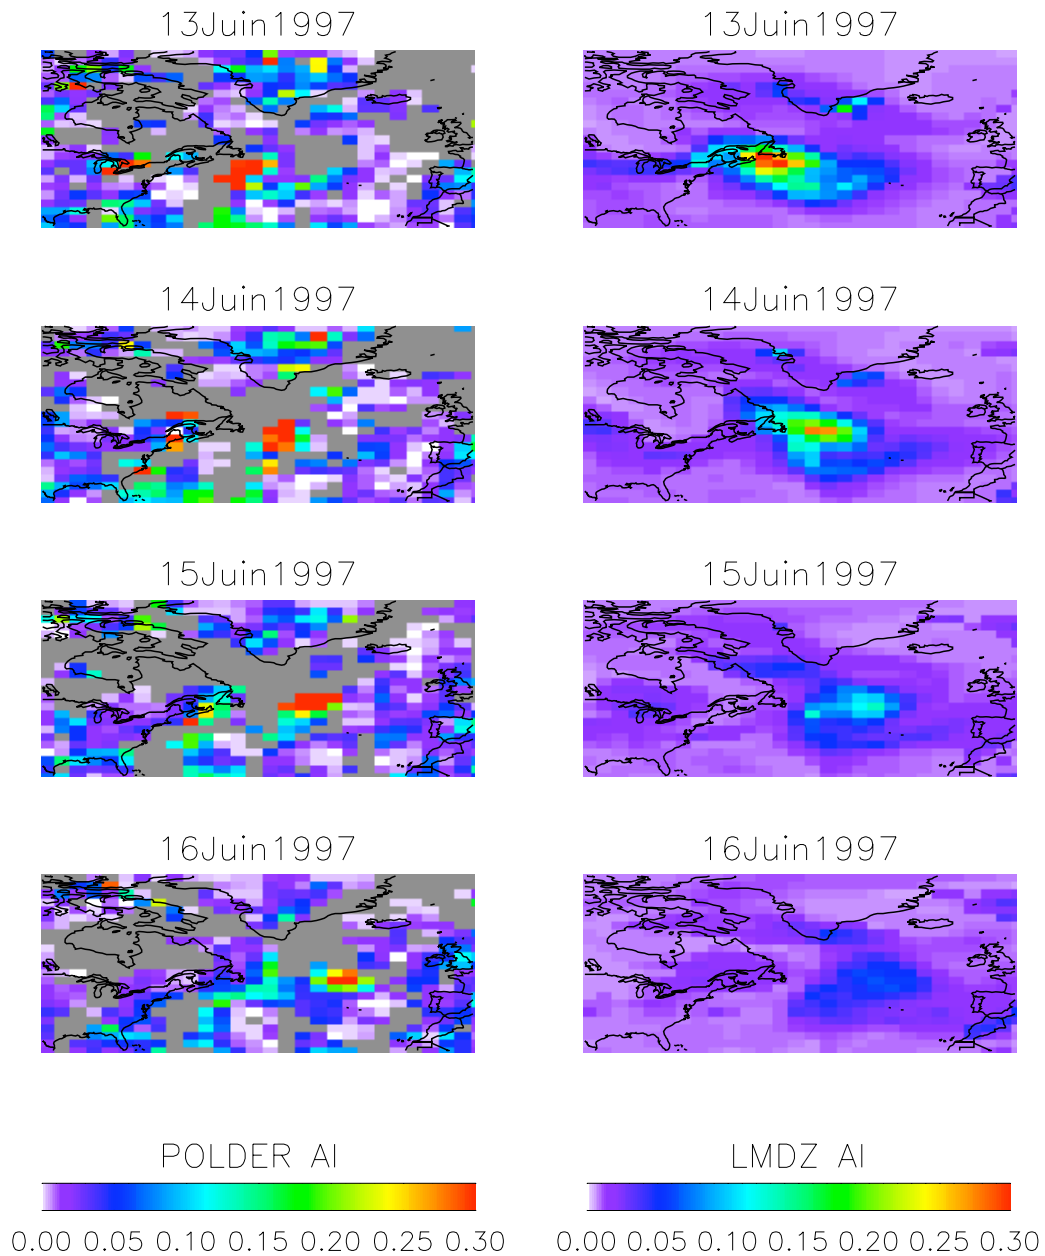 13Juin1997 13Juin1997
14Juin1997 14Juin1997
15Juin1997 15Juin1997
16Juin1997 16Juin1997
POLDER AI LMDZ AI
0.00 0.05 0.10 0.15 0.20 0.25 0.30 0.00 0.05 0.10 0.15 0.20 0.25 0.30